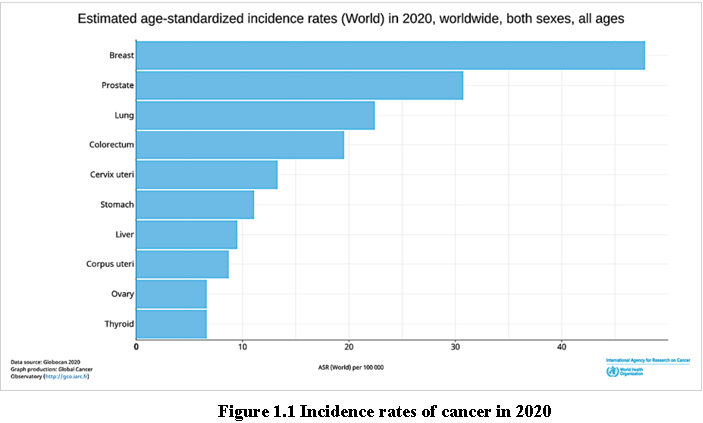 Estimated age-standardized incidence rates (World) in 2020, worldwide, both sexes, all ages
Breast
Prostate
Lung
Colorectum
Cervix uteri
Stomach
Liver
Corpus uteri
Ovary
Thyroid
0 10 20 30 40
ASR (World) per 100 000
Data source: Globocan 2020
Graph production: Global Cancer
Observatory (http://gco.iarc.fr)
International Agency for Research on Cancer
World Health
Organization
Figure 1.1 Incidence rates of cancer in 2020